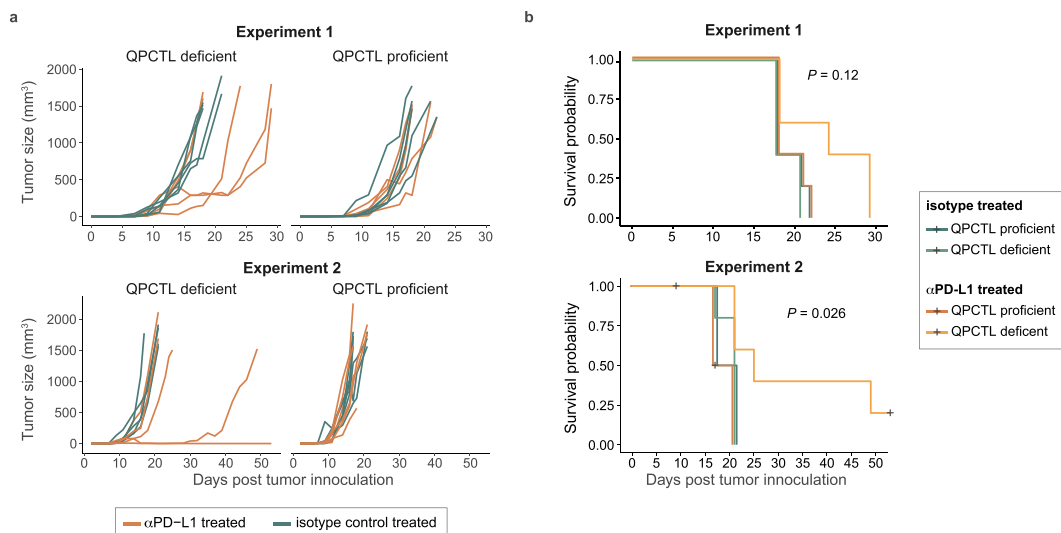 a
Experiment 1
QPCTL deficient
QPCTL proficient
Tumor size (mm³)
2000
1500
1000
500
0
0 5 10 15 20 25 30
0 5 10 15 20 25 30
Experiment 2
QPCTL deficient
QPCTL proficient
Tumor size (mm³)
2000
1500
1000
500
0
0 10 20 30 40 50
0 10 20 30 40 50
Days post tumor innoculation
αPD−L1 treated
isotype control treated
b
Experiment 1
Survival probability
1.00
0.75
0.50
0.25
0.00
P = 0.12
0 5 10 15 20 25 30
Experiment 2
Survival probability
1.00
0.75
0.50
0.25
0.00
P = 0.026
0 5 10 15 20 25 30 35 40 45 50
Days post tumor innoculation
isotype treated
QPCTL proficient
QPCTL deficient
αPD-L1 treated
QPCTL proficient
QPCTL deficent